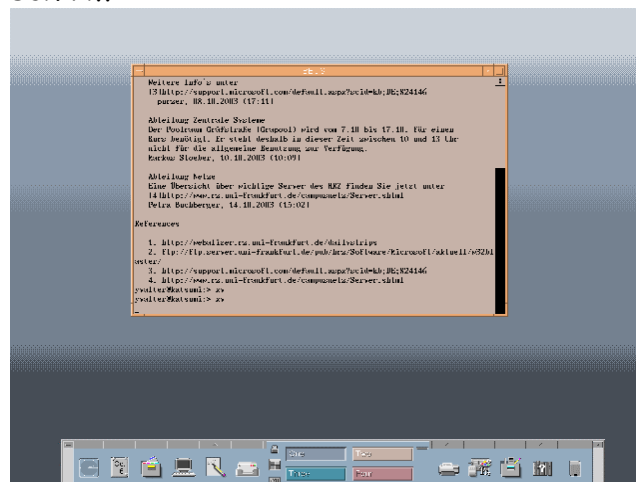 Weitere Info's unter
[3]http://support.microsoft.com/default.aspx?scid=kb;DE;824146
purzer, 08.10.2003 (17:11)
Abteilung Zentrale Systeme
Der Poolraum Gräfstraße (Grapool) wird vom 7.10 bis 17.10. für einen
Kurs benötigt. Er steht deshalb in dieser Zeit zwischen 10 und 13 Uhr
nicht für die allgemeine Benutzung zur Verfügung.
Markus Stoeber, 10.10.2003 (10:09)
Abteilung Netze
Eine Übersicht über wichtige Server des HRZ finden Sie jetzt unter
[4]http://www.rz.uni-frankfurt.de/campusnetz/Server.shtml
Petra Buchberger, 14.10.2003 (15:02)
References
1. http://webalizer.rz.uni-frankfurt.de/dailystrips
2. ftp://ftp.server.uni-frankfurt.de/pub/hrz/Software/Microsoft/aktuell/w32bl
aster/
3. http://support.microsoft.com/default.aspx?scid=kb;DE;824146
4. http://www.rz.uni-frankfurt.de/campusnetz/Server.shtml
ywalter@katsumi:> xv
ywalter@katsumi:> xv
One
Two
Three
Four